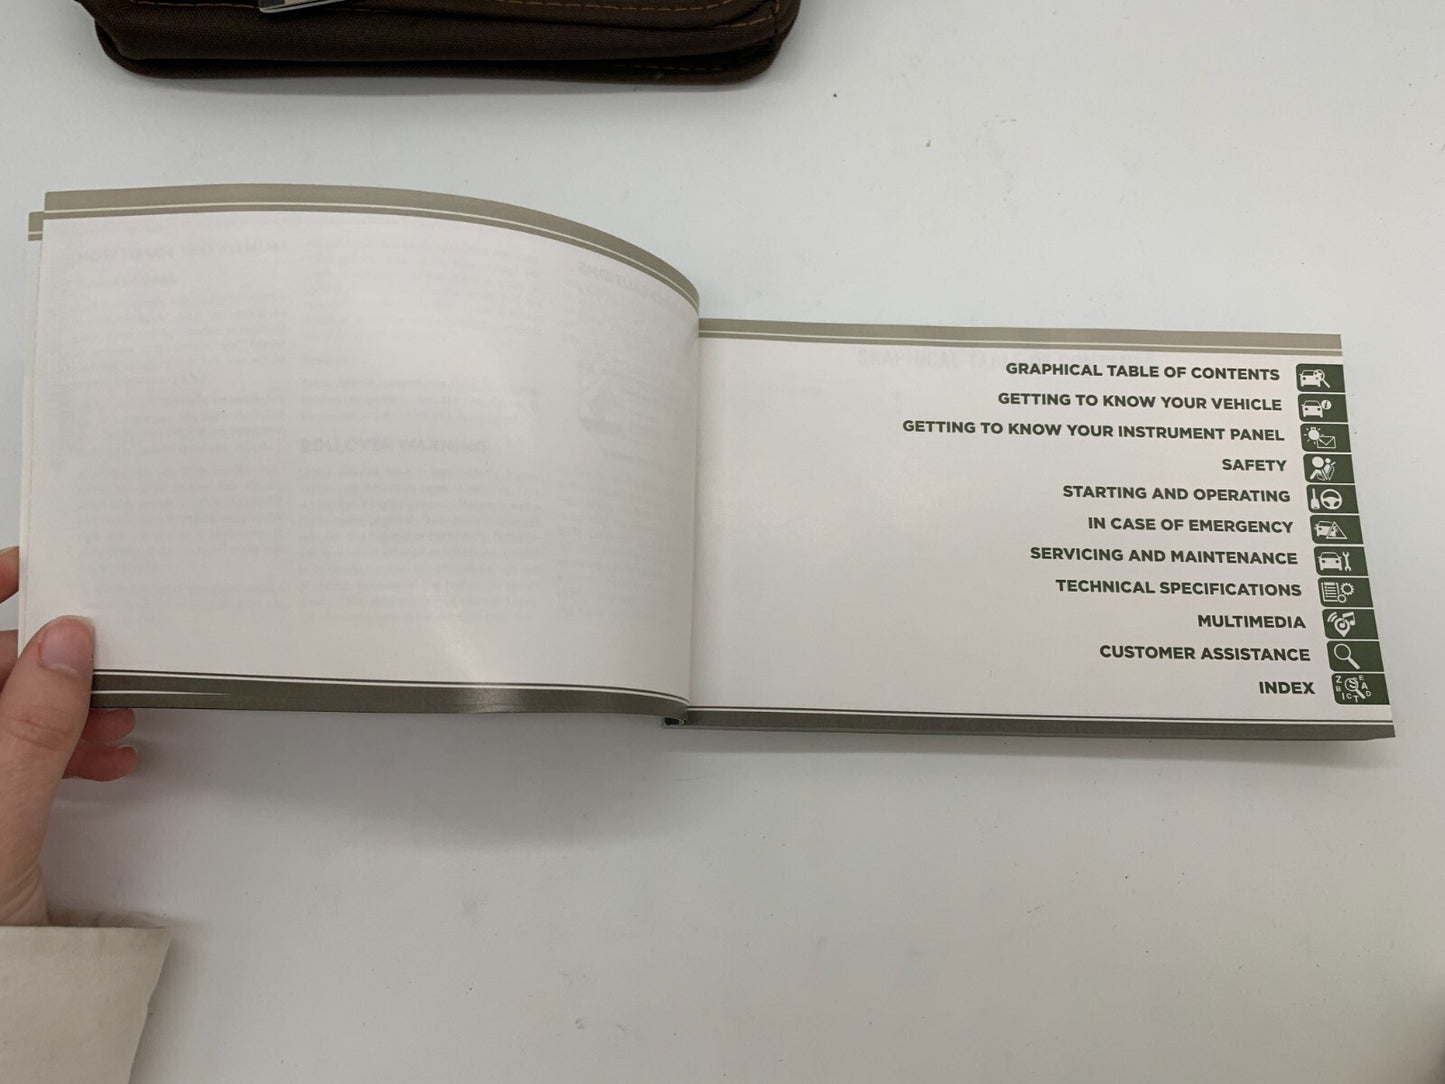 GRAPHICAL TABLE OF CONTENTS
GETTING TO KNOW YOUR VEHICLE
GETTING TO KNOW YOUR INSTRUMENT PANEL
SAFETY
STARTING AND OPERATING
IN CASE OF EMERGENCY
SERVICING AND MAINTENANCE
TECHNICAL SPECIFICATIONS
MULTIMEDIA
CUSTOMER ASSISTANCE
INDEX